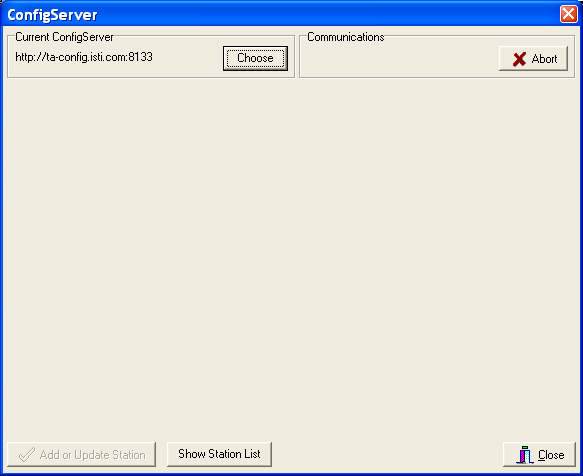 ConfigServer
Current ConfigServer
http://ta-config.isti.com:8133
Choose
Communications
Abort
Add or Update Station
Show Station List
Close